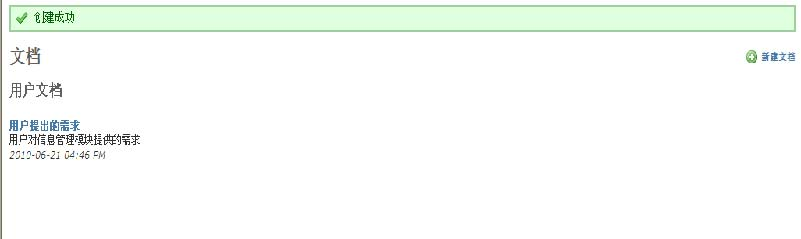 创建成功
文档
新建文档
用户文档
用户提出的需求
用户对信息管理模块提供的需求
2010-06-21 04:46 PM